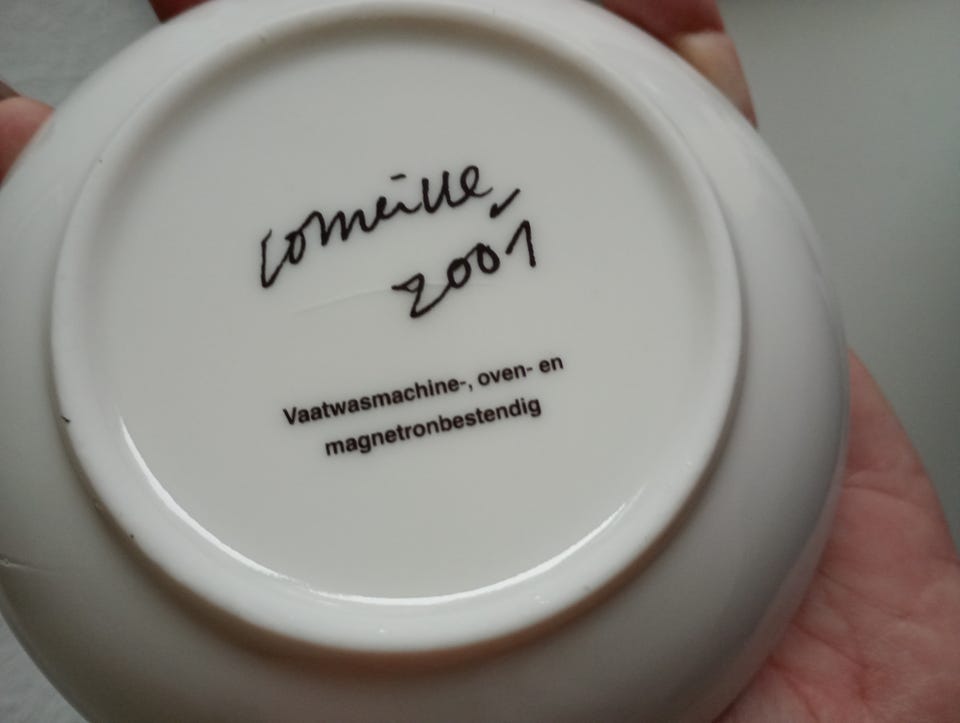 Corneille
2001
Vaatwasmachine-, oven- en
magnetronbestendig